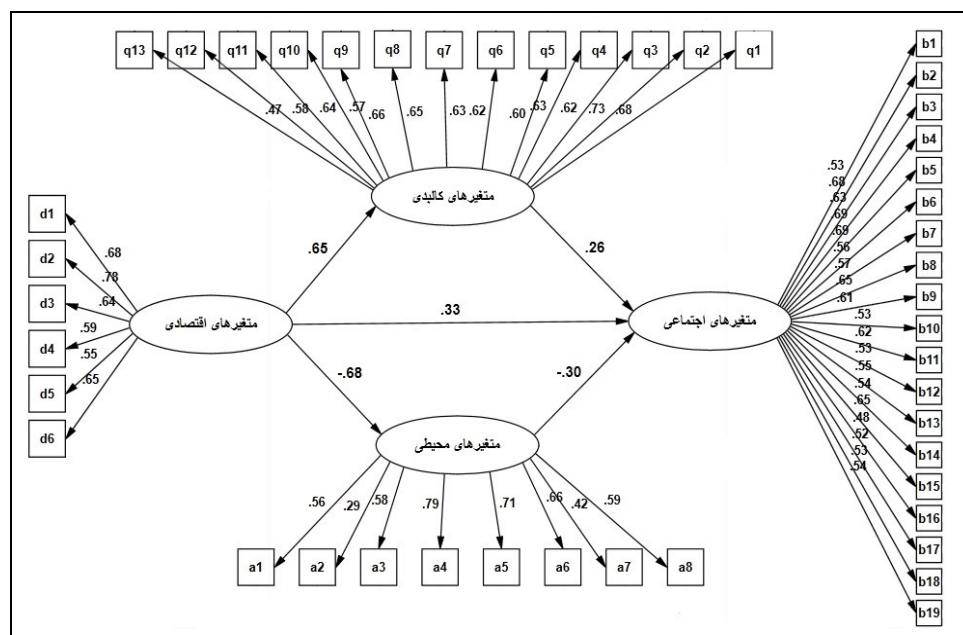 q13 q12 q11 q10 q9 q8 q7 q6 q5 q4 q3 q2 q1
.47 .58 .64 .57 .66 .65 .63 .62 .60 .63 .62 .73 .68
متغیرهای کالبدی
.65
.26
d1
d2
d3
d4
d5
d6
.68
.78
.64
.59
.55
.65
متغیرهای اقتصادی
.33
متغیرهای اجتماعی
-.68
-.30
متغیرهای محیطی
.56 .29 .58 .79 .71 .66 .42 .59
a1 a2 a3 a4 a5 a6 a7 a8
.53
.68
.63
.69
.69
.56
.57
.65
.61
.53
.62
.53
.55
.54
.65
.48
.52
.53
.54
b1
b2
b3
b4
b5
b6
b7
b8
b9
b10
b11
b12
b13
b14
b15
b16
b17
b18
b19